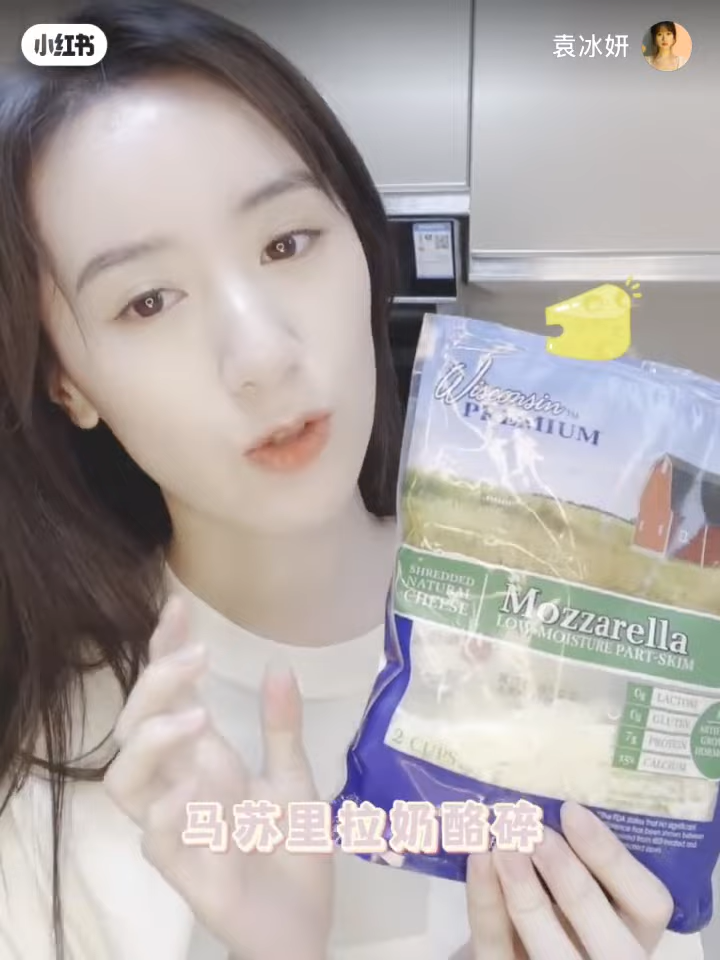 小红书
袁冰妍
Wisconsin™
PREMIUM
SHREDDED
NATURAL
CHEESE
Mozzarella
LOW-MOISTURE PART-SKIM
0g LACTOSE
0g GLUTEN
7g PROTEIN
15% CALCIUM
2 CUPS
马苏里拉奶酪碎